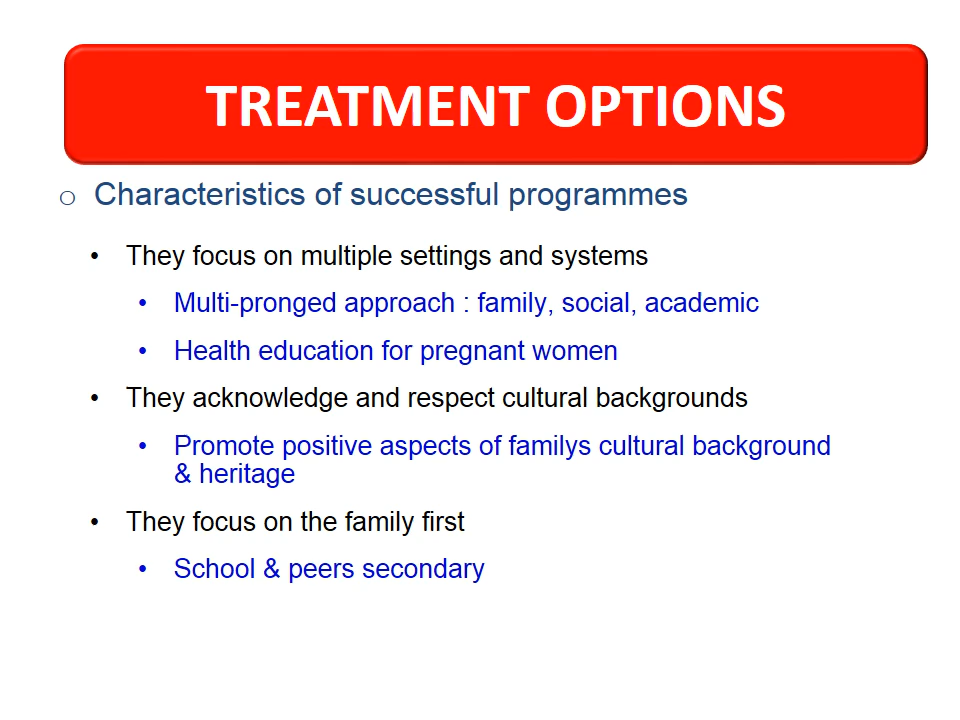 TREATMENT OPTIONS
o Characteristics of successful programmes
• They focus on multiple settings and systems
• Multi-pronged approach : family, social, academic
• Health education for pregnant women
• They acknowledge and respect cultural backgrounds
• Promote positive aspects of familys cultural background
& heritage
• They focus on the family first
• School & peers secondary